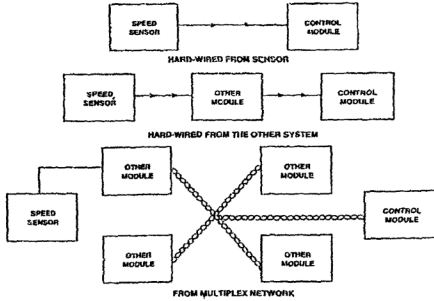 SPEED
SENSOR
CONTROL
MODULE
HARD-WIRED FROM SENSOR
SPEED
SENSOR
OTHER
MODULE
CONTROL
MODULE
HARD-WIRED FROM THE OTHER SYSTEM
OTHER
MODULE
OTHER
MODULE
SPEED
SENSOR
CONTROL
MODULE
OTHER
MODULE
OTHER
MODULE
FROM MULTIPLEX NETWORK